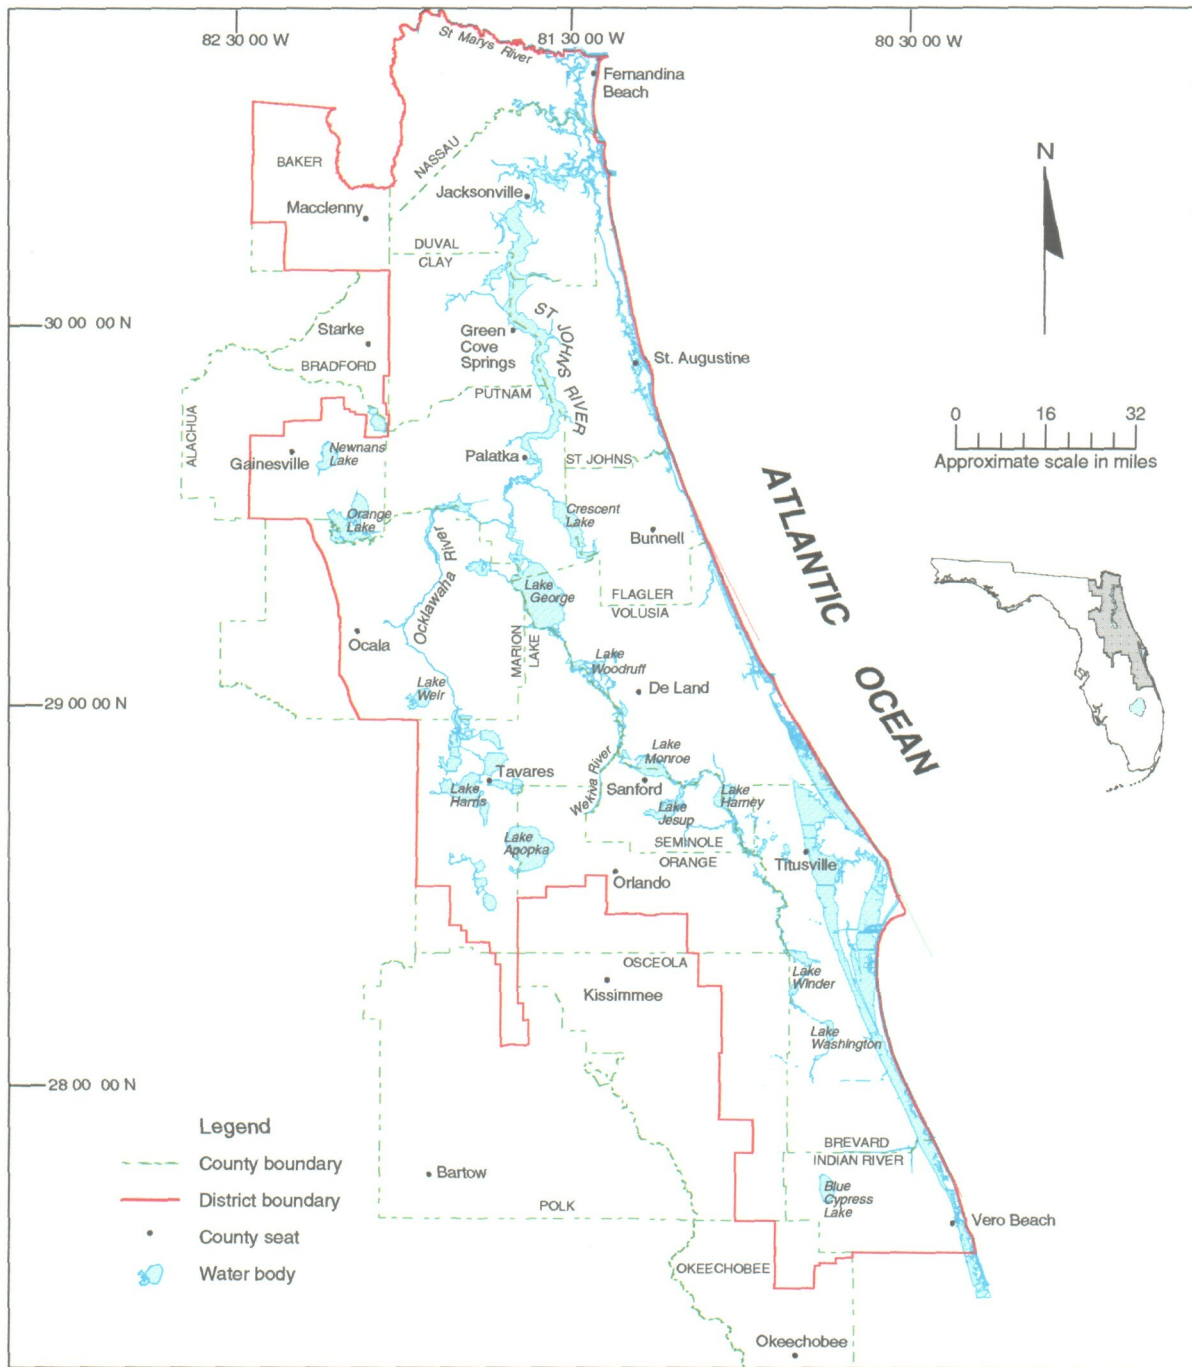 82 30 00 W
81 30 00 W
80 30 00 W
St Marys River
Fernandina
Beach
NASSAU
BAKER
N
Jacksonville
Macclenny
DUVAL
CLAY
30 00 00 N
Starke
Green
Cove
Springs
ST JOHNS RIVER
St. Augustine
BRADFORD
PUTNAM
ALACHUA
0 16 32
Approximate scale in miles
Newnans
Lake
Gainesville
Palatka
ST JOHNS
ATLANTIC
OCEAN
Orange
Lake
Crescent
Lake
Bunnell
Ocklawaha River
Lake
George
FLAGLER
VOLUSIA
Ocala
MARION
LAKE
Lake
Woodruff
Lake
Weir
De Land
29 00 00 N
Lake
Monroe
Wekiva River
Tavares
Sanford
Lake
Harris
Lake
Jesup
Lake
Harney
Lake
Apopka
SEMINOLE
ORANGE
Titusville
Orlando
OSCEOLA
Kissimmee
Lake
Winder
Lake
Washington
28 00 00 N
Legend
County boundary
District boundary
County seat
Water body
Bartow
POLK
BREVARD
INDIAN RIVER
Blue
Cypress
Lake
Vero Beach
OKEECHOBEE
Okeechobee